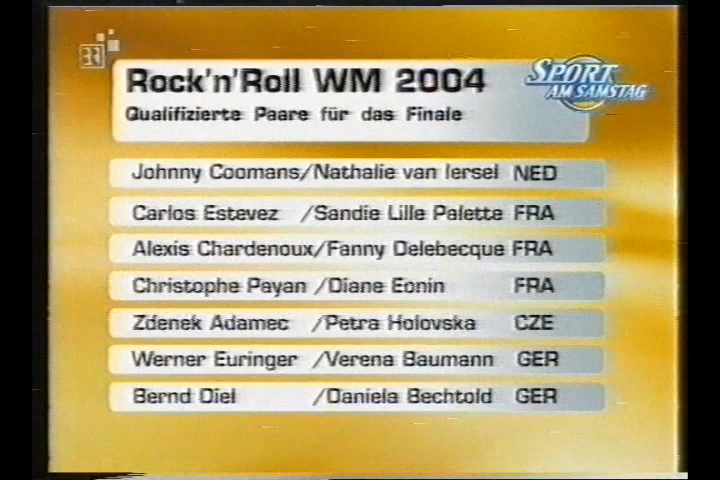 BR
Rock'n'Roll WM 2004
SPORT
AM SAMSTAG
Qualifizierte Paare für das Finale
Johnny Coomans/Nathalie van Iersel NED
Carlos Estevez /Sandie Lille Palette FRA
Alexis Chardenoux/Fanny Delebecque FRA
Christophe Payan /Diane Eonin FRA
Zdenek Adamec /Petra Holovska CZE
Werner Euringer /Verena Baumann GER
Bernd Diel /Daniela Bechtold GER